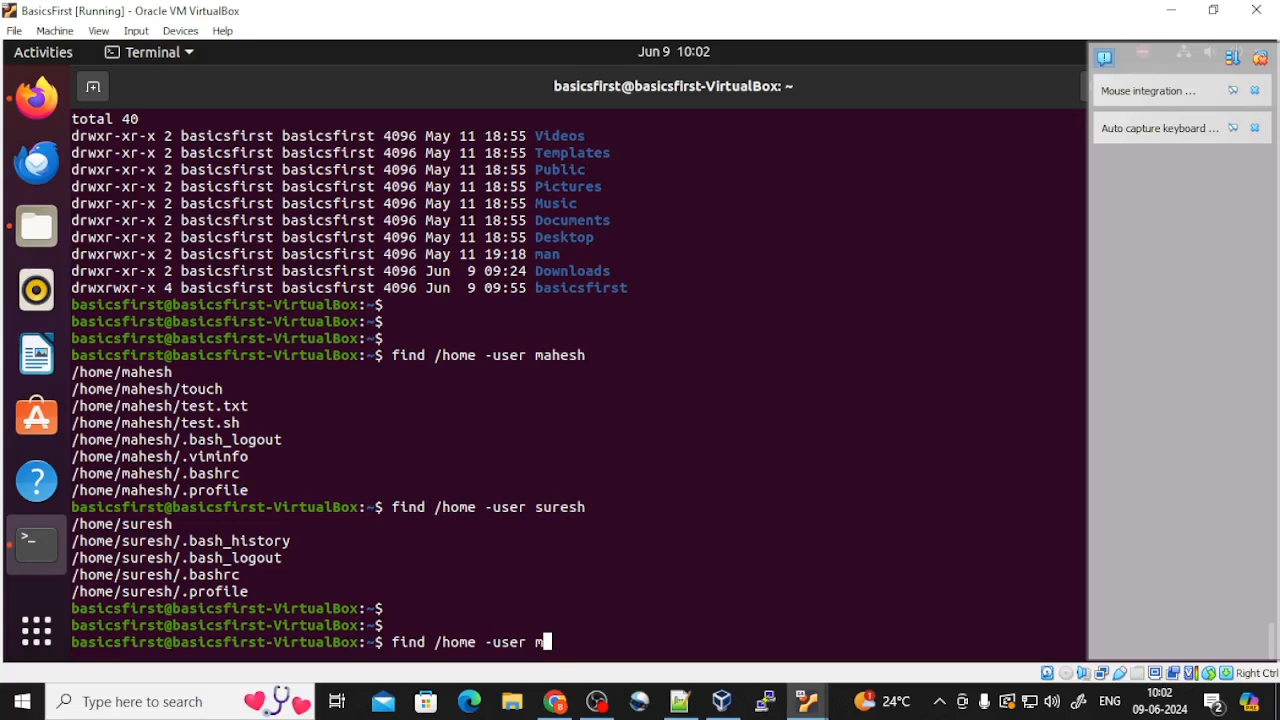 BasicsFirst [Running] - Oracle VM VirtualBox
File Machine View Input Devices Help
Activities Terminal Jun 9 10:02
basicsfirst@basicsfirst-VirtualBox: ~
Mouse integration ...
Auto capture keyboard ...
total 40
drwxr-xr-x 2 basicsfirst basicsfirst 4096 May 11 18:55 Videos
drwxr-xr-x 2 basicsfirst basicsfirst 4096 May 11 18:55 Templates
drwxr-xr-x 2 basicsfirst basicsfirst 4096 May 11 18:55 Public
drwxr-xr-x 2 basicsfirst basicsfirst 4096 May 11 18:55 Pictures
drwxr-xr-x 2 basicsfirst basicsfirst 4096 May 11 18:55 Music
drwxr-xr-x 2 basicsfirst basicsfirst 4096 May 11 18:55 Documents
drwxr-xr-x 2 basicsfirst basicsfirst 4096 May 11 18:55 Desktop
drwxrwxr-x 2 basicsfirst basicsfirst 4096 May 11 19:18 man
drwxr-xr-x 2 basicsfirst basicsfirst 4096 Jun  9 09:24 Downloads
drwxrwxr-x 4 basicsfirst basicsfirst 4096 Jun  9 09:55 basicsfirst
basicsfirst@basicsfirst-VirtualBox:~$
basicsfirst@basicsfirst-VirtualBox:~$
basicsfirst@basicsfirst-VirtualBox:~$
basicsfirst@basicsfirst-VirtualBox:~$ find /home -user mahesh
/home/mahesh
/home/mahesh/touch
/home/mahesh/test.txt
/home/mahesh/test.sh
/home/mahesh/.bash_logout
/home/mahesh/.viminfo
/home/mahesh/.bashrc
/home/mahesh/.profile
basicsfirst@basicsfirst-VirtualBox:~$ find /home -user suresh
/home/suresh
/home/suresh/.bash_history
/home/suresh/.bash_logout
/home/suresh/.bashrc
/home/suresh/.profile
basicsfirst@basicsfirst-VirtualBox:~$
basicsfirst@basicsfirst-VirtualBox:~$
basicsfirst@basicsfirst-VirtualBox:~$ find /home -user m
Right Ctrl
Type here to search
24°C
ENG
10:02
09-06-2024